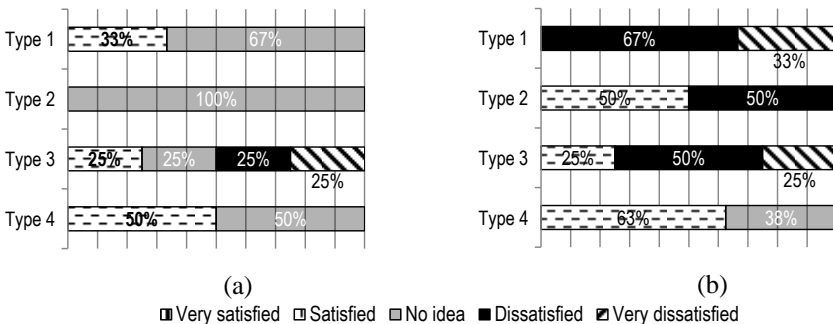 Type 1 33% 67%
Type 2 100%
Type 3 25% 25% 25% 25%
Type 4 50% 50%
(a)
Type 1 67% 33%
Type 2 50% 50%
Type 3 25% 50% 25%
Type 4 63% 38%
(b)
Very satisfied Satisfied No idea Dissatisfied Very dissatisfied